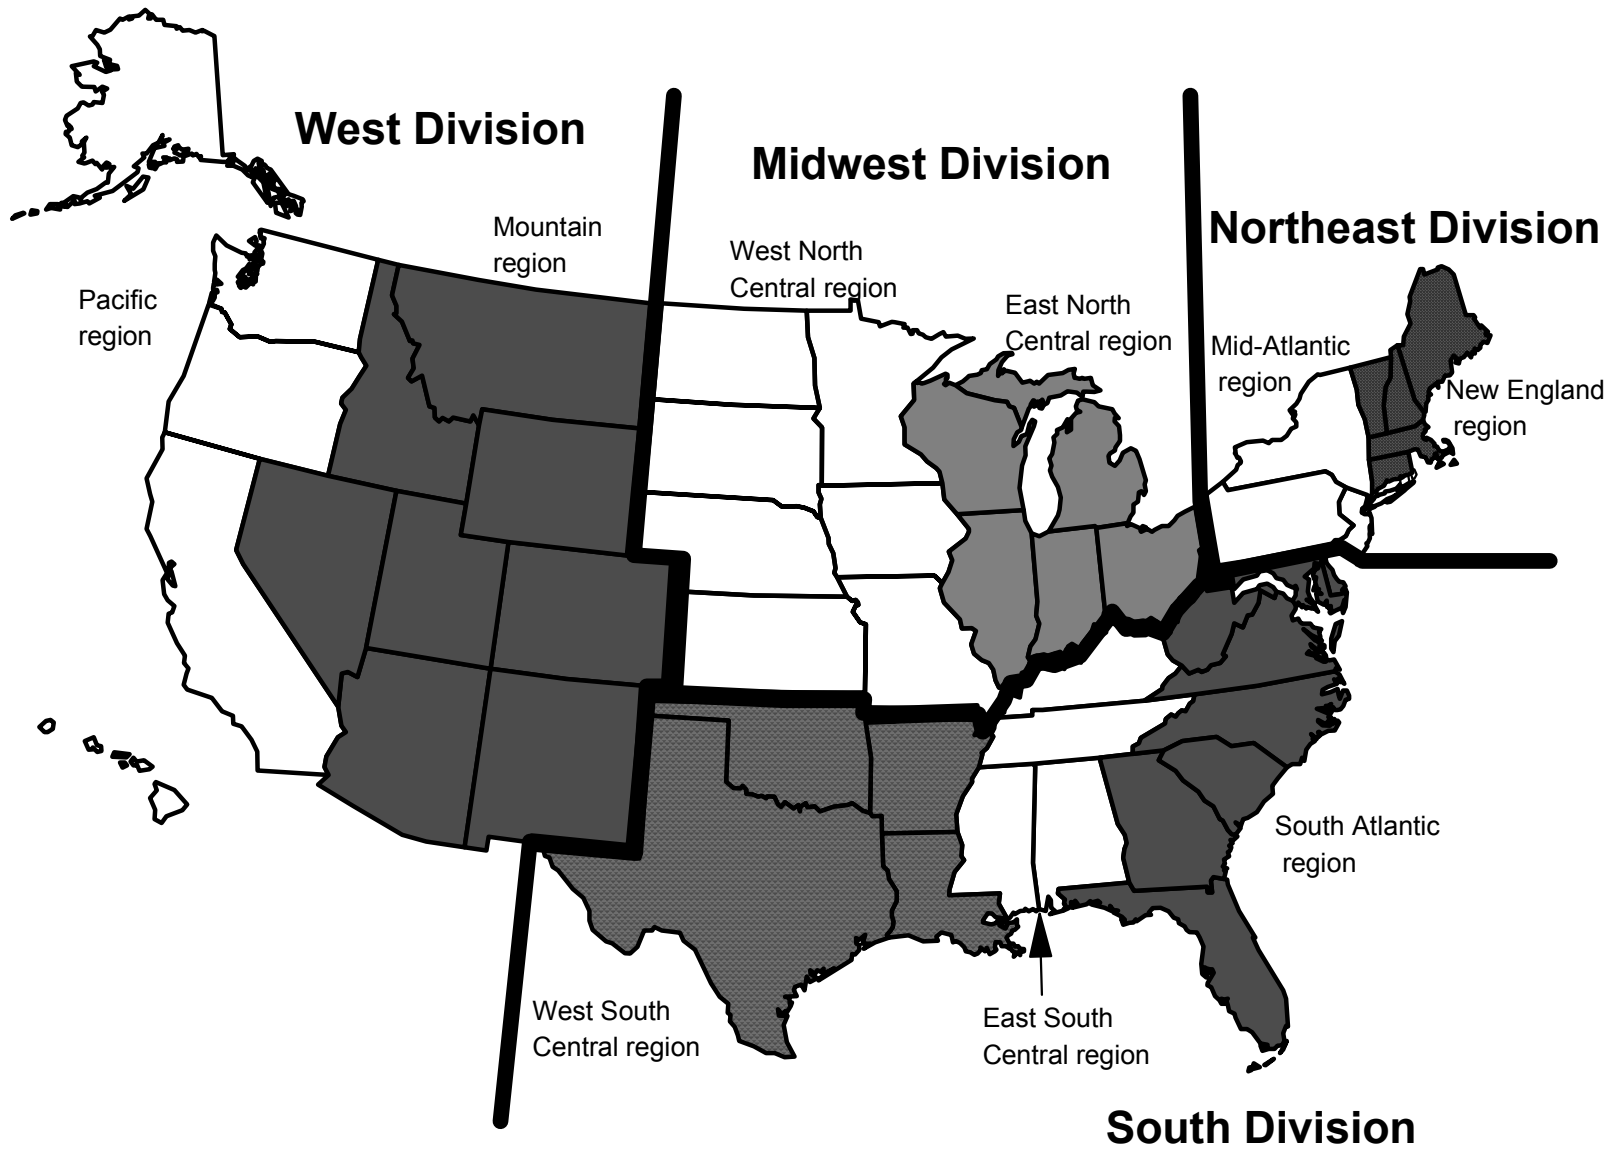 West Division
Midwest Division
Northeast Division
Mountain
region
West North
Central region
Pacific
region
East North
Central region
Mid-Atlantic
region
New England
region
South Atlantic
region
West South
Central region
East South
Central region
South Division